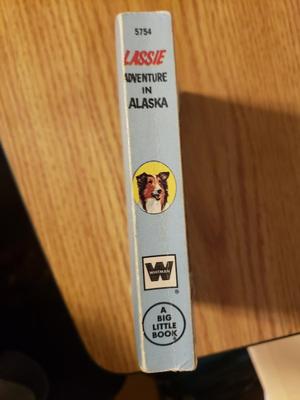 5754
LASSIE
ADVENTURE
IN
ALASKA
W
WHITMAN
®
A
BIG
LITTLE
BOOK
®